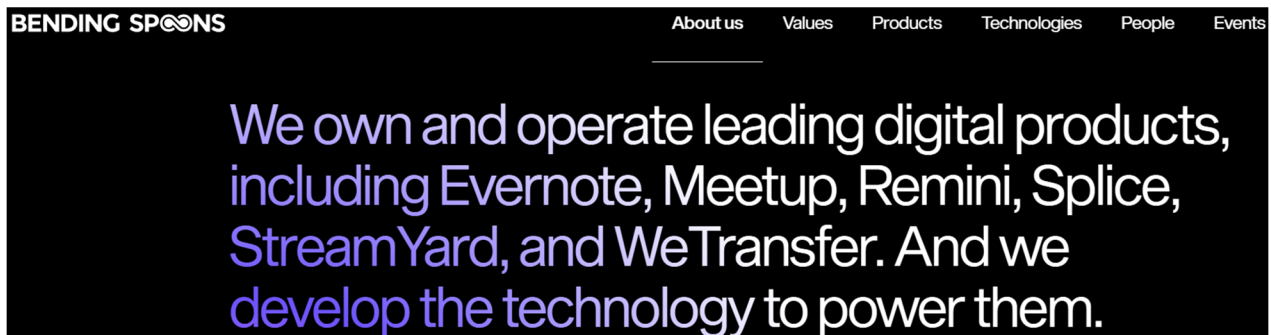 BENDING SPOONS
About us Values Products Technologies People Events
We own and operate leading digital products,
including Evernote, Meetup, Remini, Splice,
StreamYard, and WeTransfer. And we
develop the technology to power them.